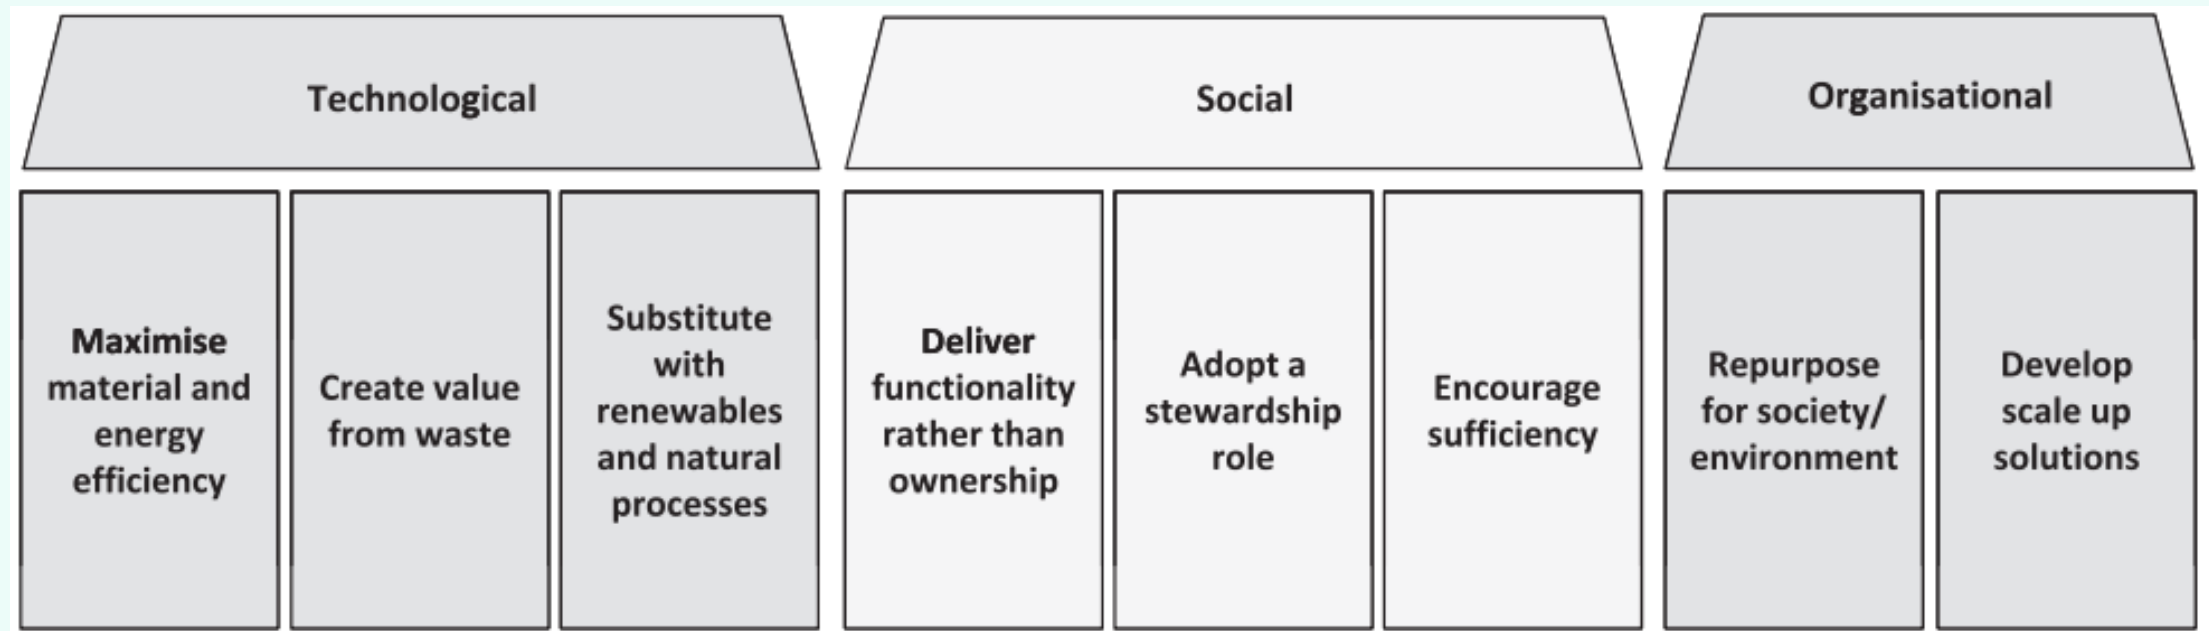 Technological
Social
Organisational
Maximise
material and
energy
efficiency
Create value
from waste
Substitute
with
renewables
and natural
processes
Deliver
functionality
rather than
ownership
Adopt a
stewardship
role
Encourage
sufficiency
Repurpose
for society/
environment
Develop
scale up
solutions